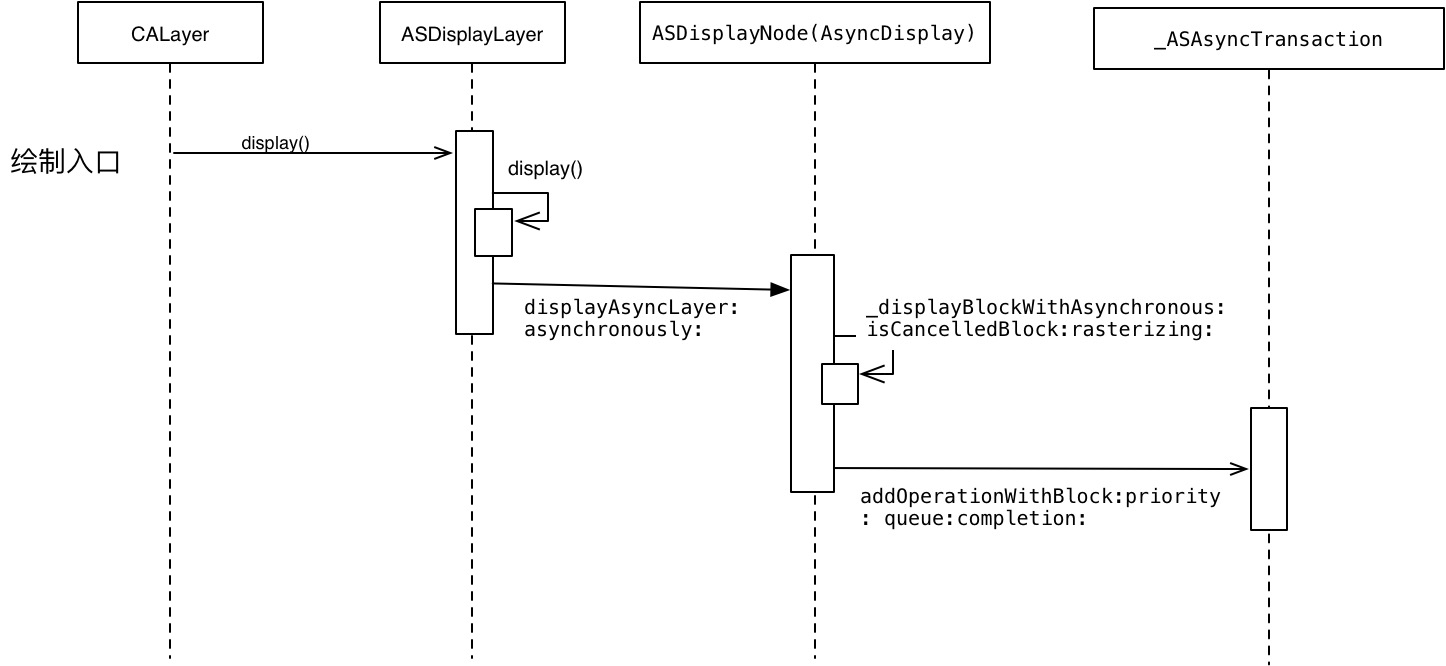 CALayer
ASDisplayLayer
ASDisplayNode(AsyncDisplay)
_ASAsyncTransaction
绘制入口
display()
display()
displayAsyncLayer:
asynchronously:
_displayBlockWithAsynchronous:
isCancelledBlock:rasterizing:
addOperationWithBlock:priority
: queue:completion: